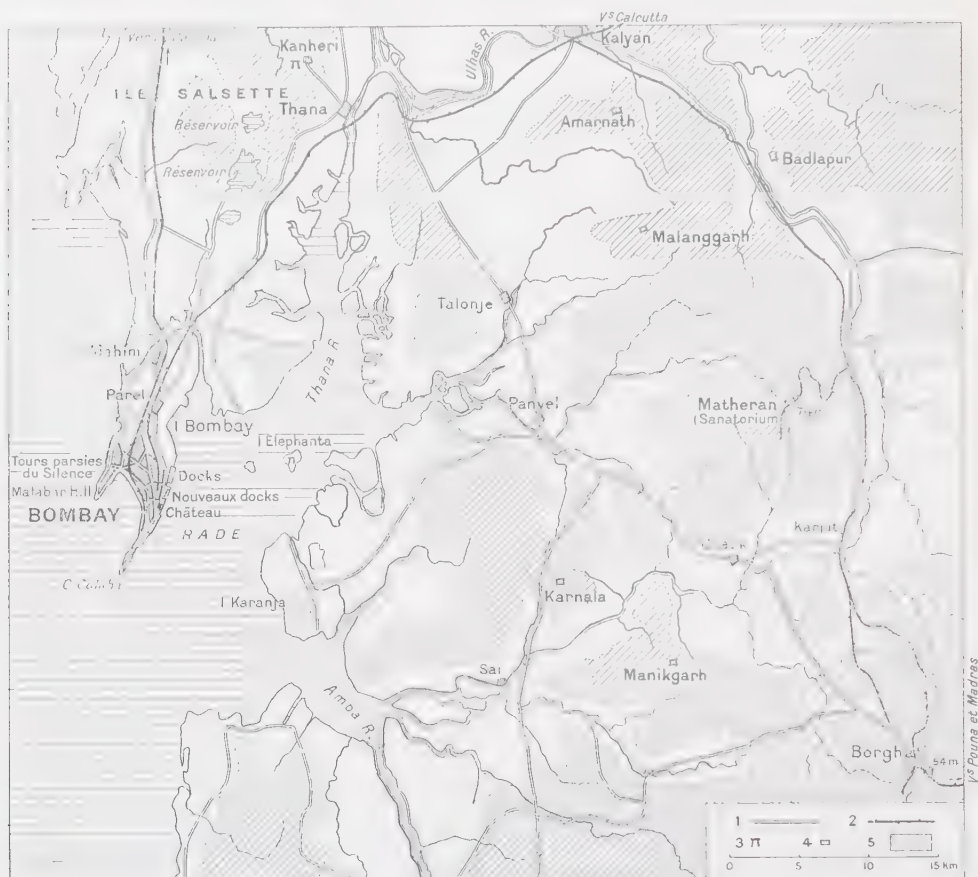 Vs Calcutta
Kanheri
Ulhas R.
Kalyan
ILE SALSETTE
Thana
Réservoir
Amarnath
Badlapur
Réservoir
Malanggarh
Talonje
Mahim
Thana R.
Parel
Panvel
Matheran
(Sanatorium)
I Bombay
I Elephanta
Tours parsies
du Silence
Docks
Malabar Hill
Nouveaux docks
BOMBAY
Château
RADE
Karjit
Karnala
I Karanja
Sai
Manikgarh
Amba R.
Vs Pouna et Madras
Borghat
54 m
1 2
3 4 5
0 5 10 15 km